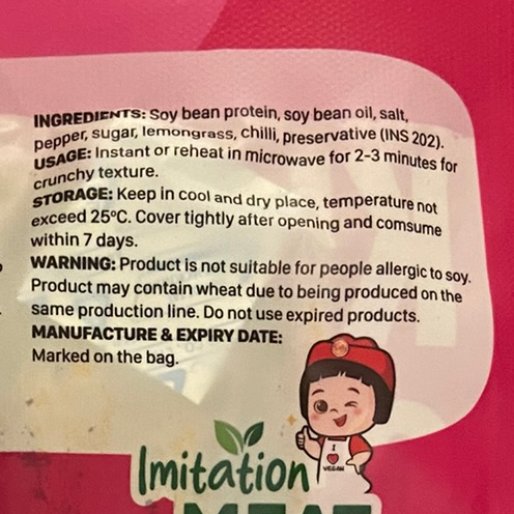 INGREDIENTS: Soy bean protein, soy bean oil, salt,
pepper, sugar, lemongrass, chilli, preservative (INS 202).
USAGE: Instant or reheat in microwave for 2-3 minutes for
crunchy texture.
STORAGE: Keep in cool and dry place, temperature not
exceed 25°C. Cover tightly after opening and comsume
within 7 days.
WARNING: Product is not suitable for people allergic to soy.
Product may contain wheat due to being produced on the
same production line. Do not use expired products.
MANUFACTURE & EXPIRY DATE:
Marked on the bag.
I
VEGAN
Imitation
MEAT